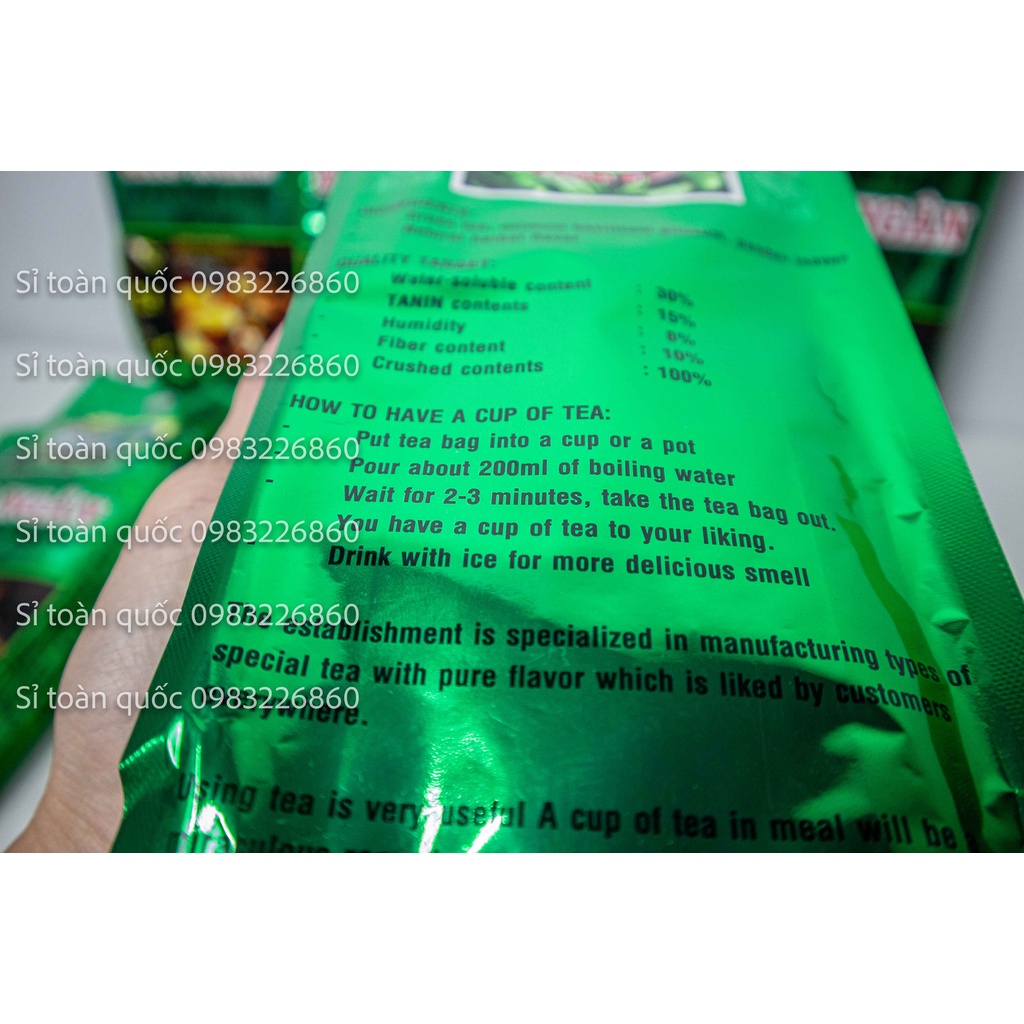 QUALITY TARGET:
Water soluble content : 30%
TANIN contents : 15%
Humidity : 8%
Fiber content : 10%
Crushed contents : 100%
HOW TO HAVE A CUP OF TEA:
- Put tea bag into a cup or a pot
- Pour about 200ml of boiling water
- Wait for 2-3 minutes, take the tea bag out.
- You have a cup of tea to your liking.
- Drink with ice for more delicious smell
The establishment is specialized in manufacturing types of
special tea with pure flavor which is liked by customers
everywhere.
Using tea is very useful A cup of tea in meal will be
Sỉ toàn quốc 0983226860
Sỉ toàn quốc 0983226860
Sỉ toàn quốc 0983226860
Sỉ toàn quốc 0983226860
Sỉ toàn quốc 0983226860
Sỉ toàn quốc 0983226860